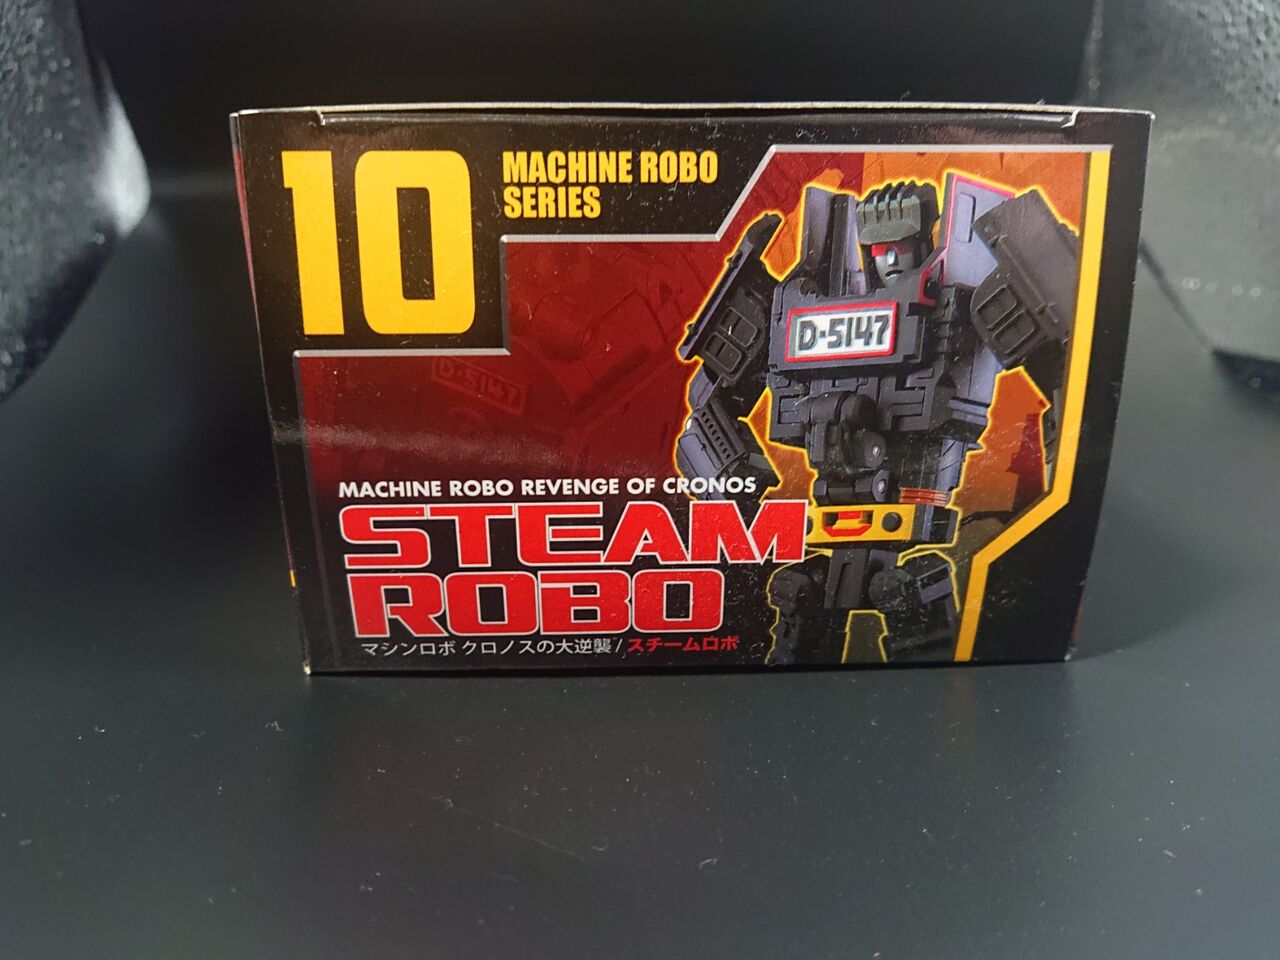 10
MACHINE ROBO
SERIES
D-5147
D-5147
MACHINE ROBO REVENGE OF CRONOS
STEAM
ROBO
マシンロボ クロノスの大逆襲/スチームロボ